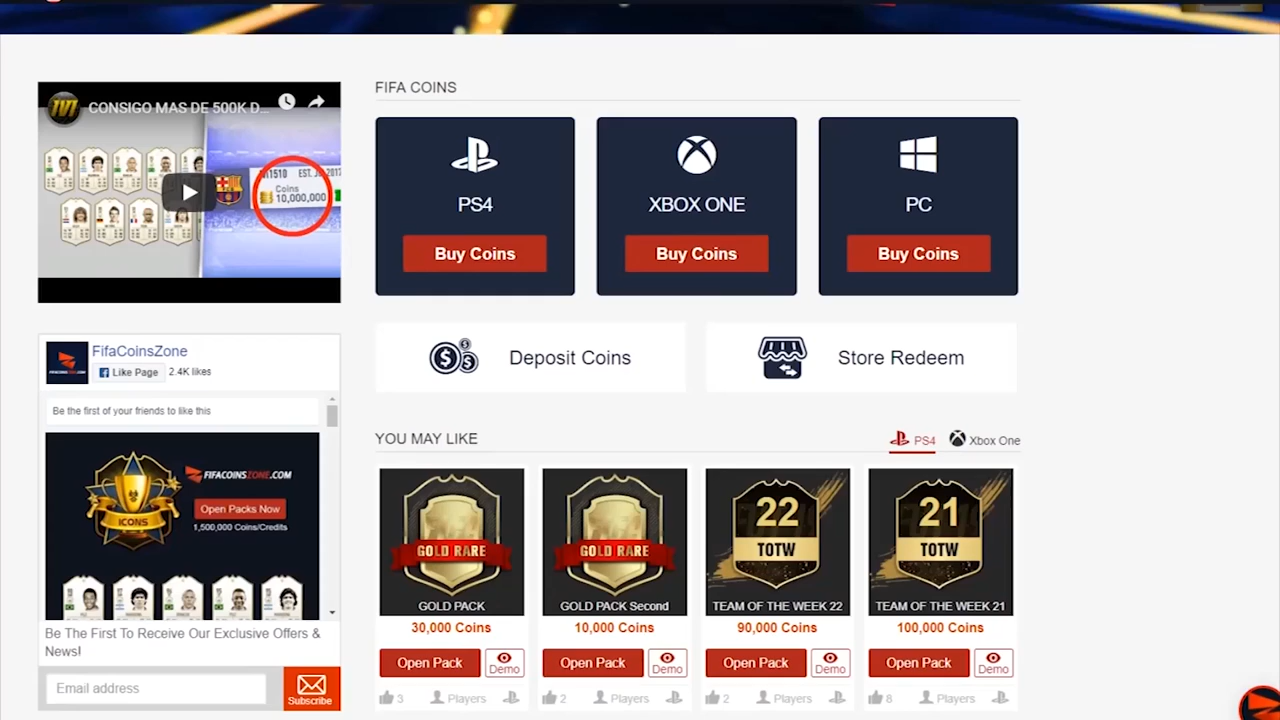 CONSIGO MAS DE 500K D...
EST. JUL 2017
Coins
10,000,000
FIFA COINS
PS4
Buy Coins
XBOX ONE
Buy Coins
PC
Buy Coins
Deposit Coins
Store Redeem
FifaCoinsZone
Like Page
2.4K likes
Be the first of your friends to like this
FIFACOINSZONE.COM
Open Packs Now
1,500,000 Coins/Credits
ICONS
Be The First To Receive Our Exclusive Offers &
News!
Email address
Subscribe
YOU MAY LIKE
PS4
Xbox One
GOLD RARE
GOLD PACK
30,000 Coins
Open Pack
Demo
3
Players
GOLD RARE
GOLD PACK Second
10,000 Coins
Open Pack
Demo
2
Players
22
TOTW
TEAM OF THE WEEK 22
90,000 Coins
Open Pack
Demo
2
Players
21
TOTW
TEAM OF THE WEEK 21
100,000 Coins
Open Pack
Demo
8
Players